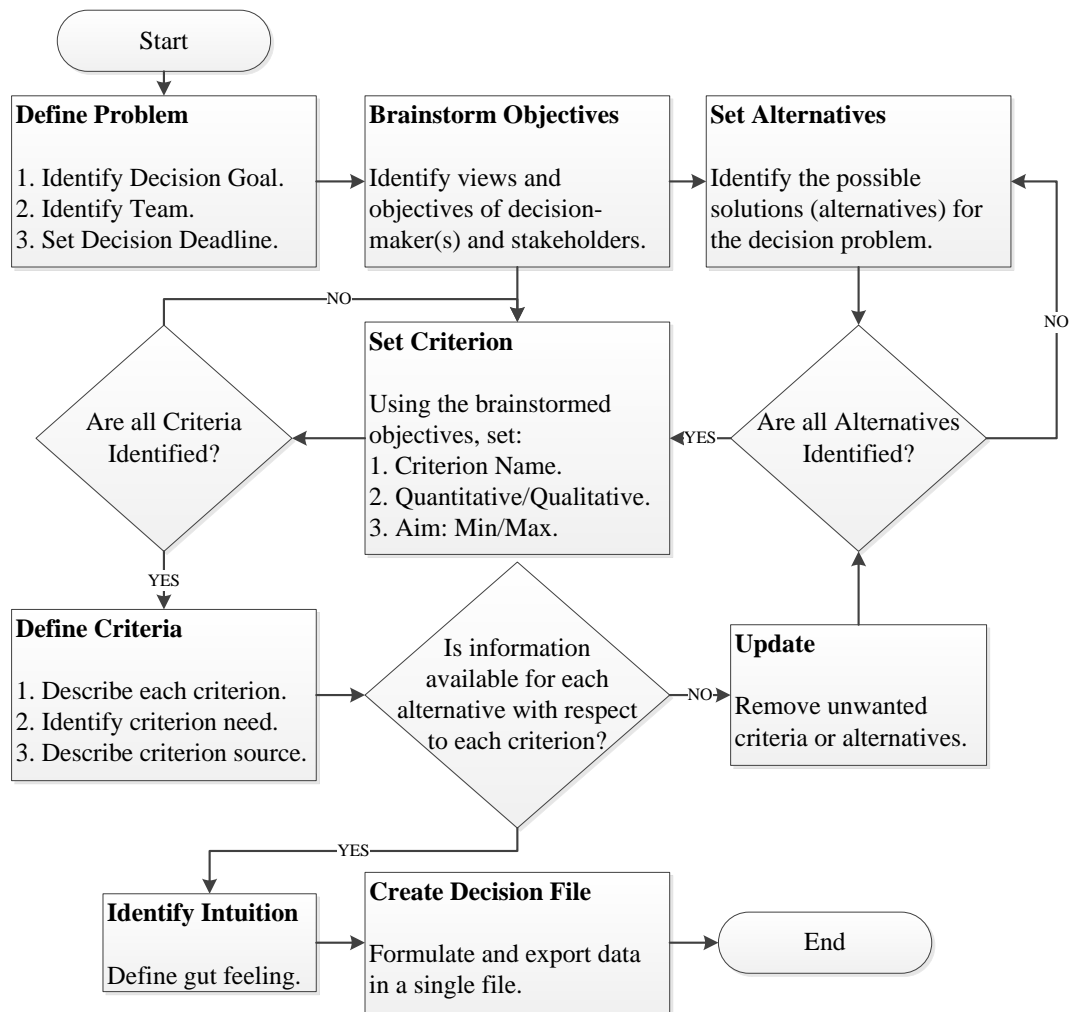 Start
Define Problem
1. Identify Decision Goal.
2. Identify Team.
3. Set Decision Deadline.
Brainstorm Objectives
Identify views and
objectives of decision-
maker(s) and stakeholders.
Set Alternatives
Identify the possible
solutions (alternatives) for
the decision problem.
NO
NO
Are all Criteria
Identified?
Set Criterion
Using the brainstormed
objectives, set:
1. Criterion Name.
2. Quantitative/Qualitative.
3. Aim: Min/Max.
YES
Are all Alternatives
Identified?
YES
Define Criteria
1. Describe each criterion.
2. Identify criterion need.
3. Describe criterion source.
Is information
available for each
alternative with respect
to each criterion?
NO
Update
Remove unwanted
criteria or alternatives.
YES
Identify Intuition
Define gut feeling.
Create Decision File
Formulate and export data
in a single file.
End